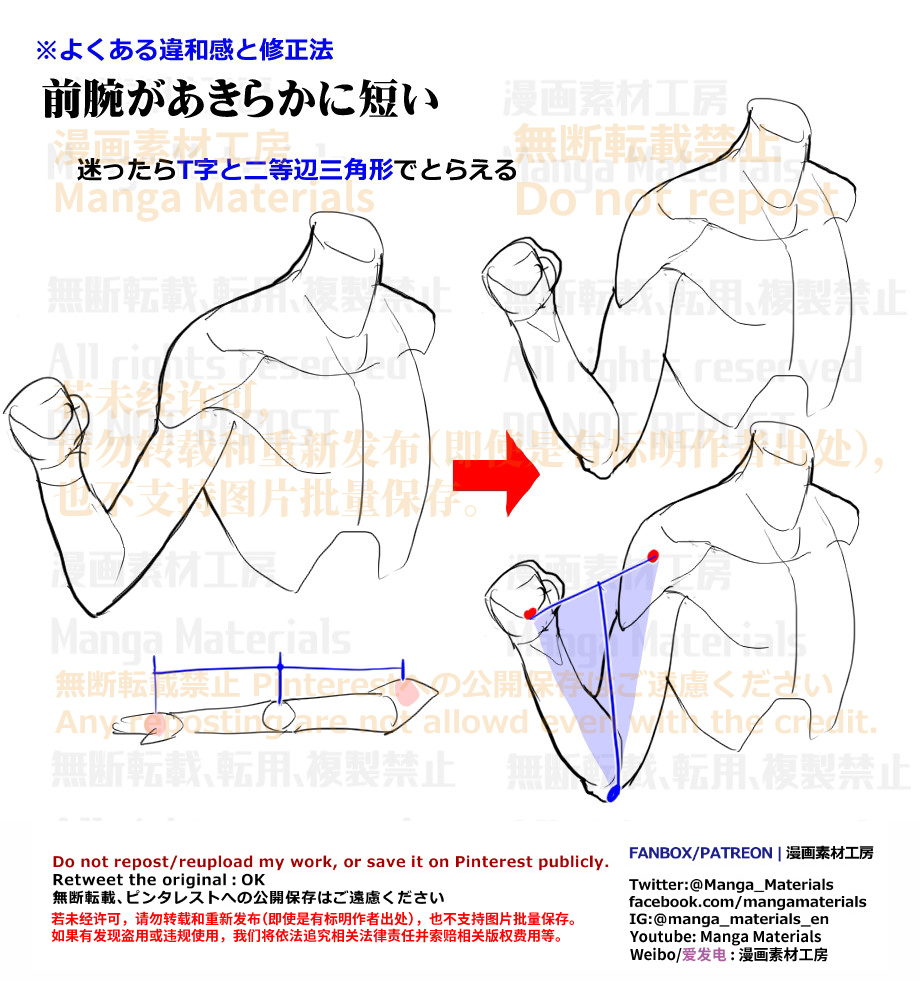 ※よくある違和感と修正法
前腕があきらかに短い
漫画素材工房
無断転載禁止
迷ったらT字と二等辺三角形でとらえる
Manga Materials
Do not repost
無断転載、転用、複製禁止
無断転載、転用、複製禁止
All rights reserved
All rights reserved
DO NOT REPOST
若未经许可，
请勿转载和重新发布（即使是有标明作者出处），
也不支持图片批量保存。
漫画素材工房
漫画素材工房
Manga Materials
Manga Materials
無断転載禁止 Pinterestへの公開保存はご遠慮ください
Any reposting are not allowd even with the credit.
無断転載、転用、複製禁止
無断転載、転用、複製禁止
Do not repost/reupload my work, or save it on Pinterest publicly.
Retweet the original : OK
無断転載、ピンタレストへの公開保存はご遠慮ください
若未经许可，请勿转载和重新发布（即使是有标明作者出处），也不支持图片批量保存。
如果有发现盗用或违规使用，我们将依法追究相关法律责任并索赔相关版权费用等。
FANBOX/PATREON | 漫画素材工房
Twitter:@Manga_Materials
facebook.com/mangamaterials
IG:@manga_materials_en
Youtube: Manga Materials
Weibo/爱发电 : 漫画素材工房